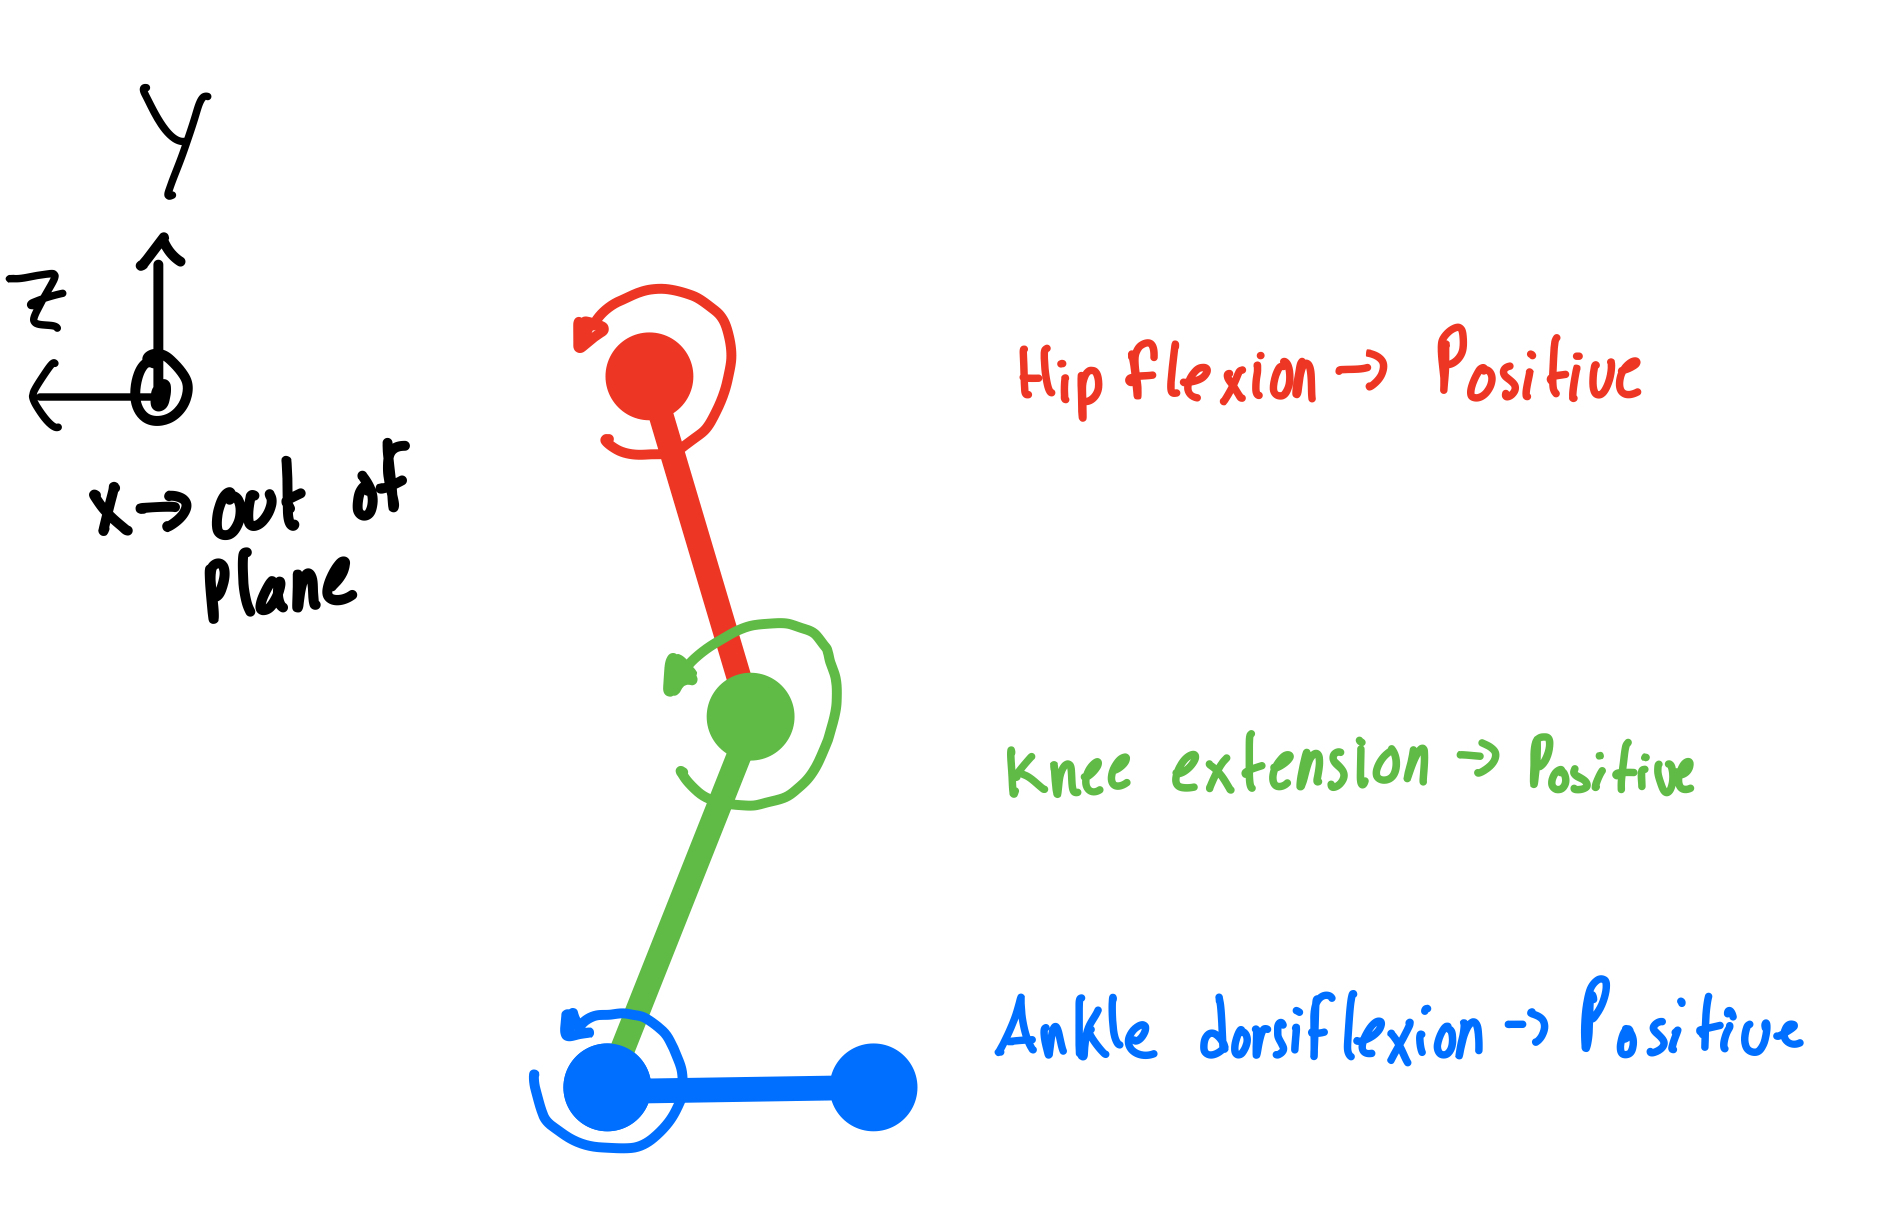 Y
Z
x→ out of
plane
Hip flexion → Positive
Knee extension → Positive
Ankle dorsiflexion → Positive